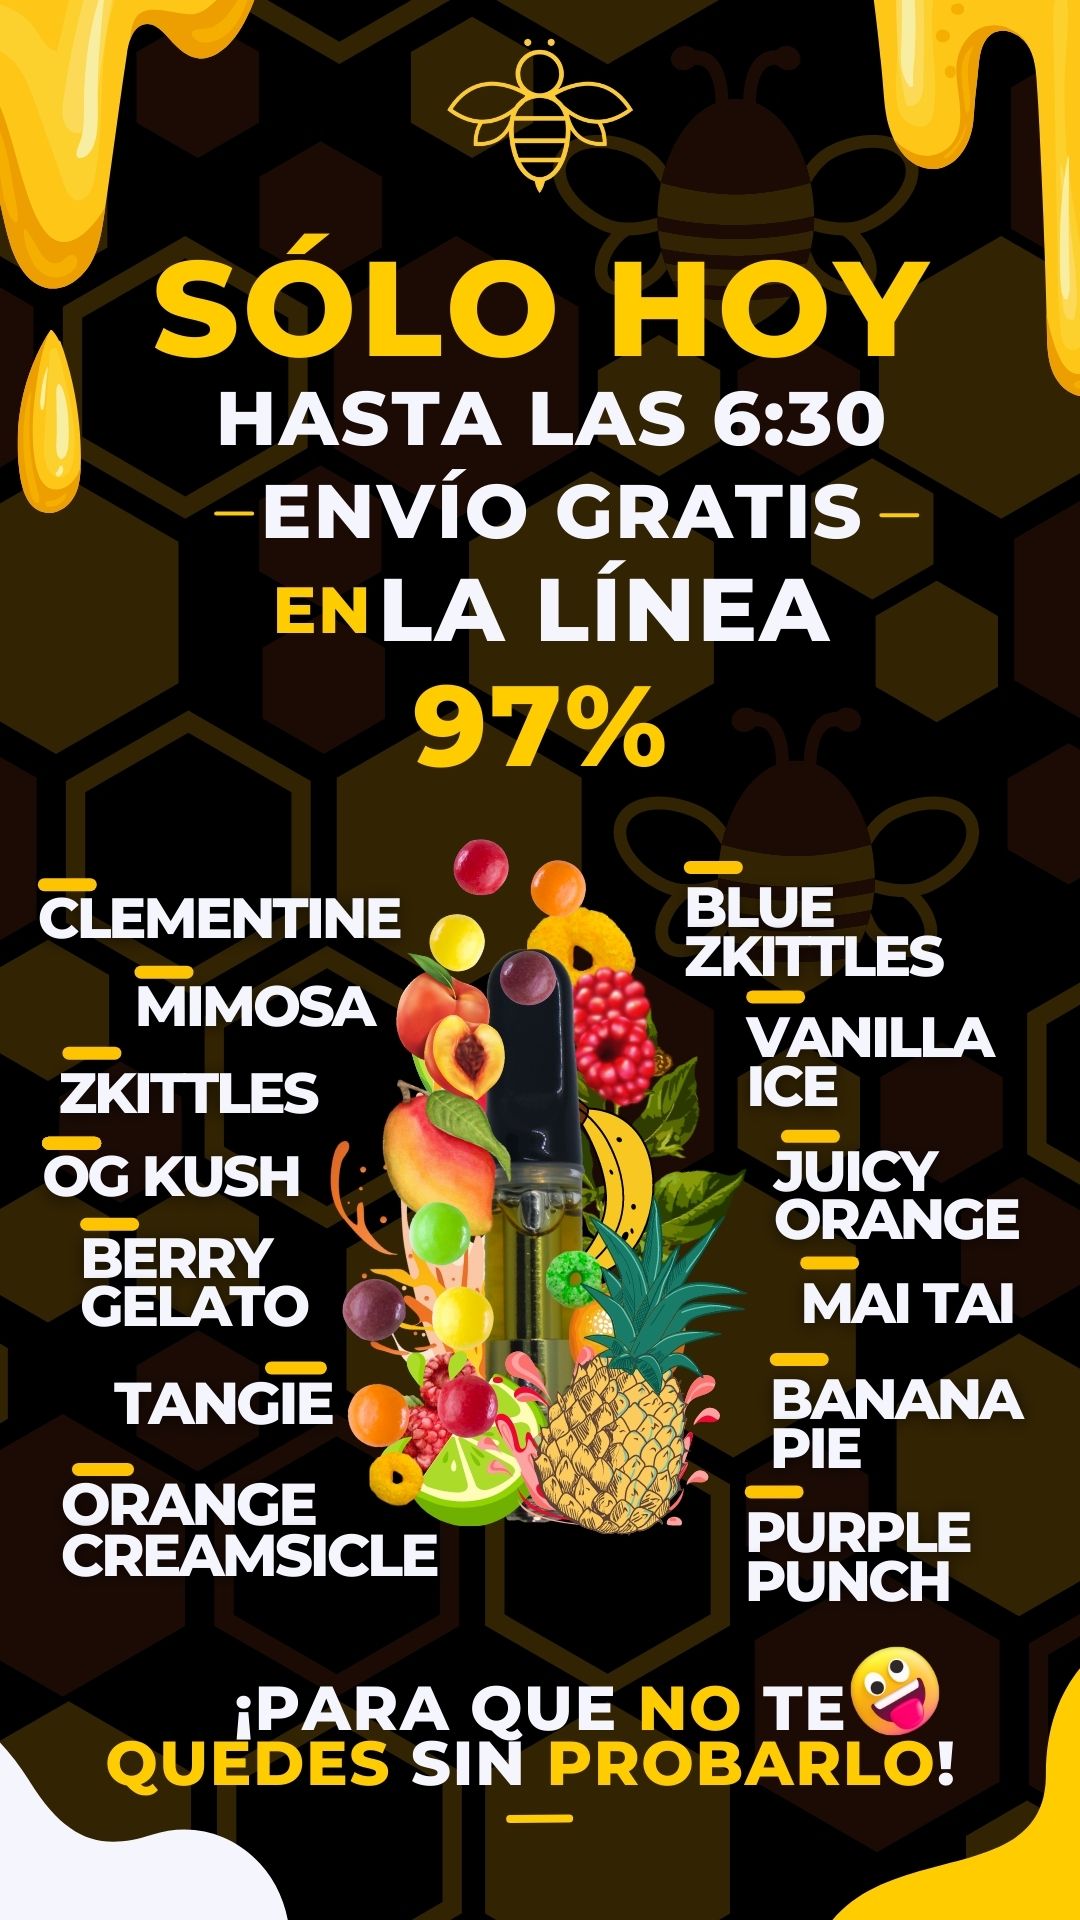 SÓLO HOY
HASTA LAS 6:30
ENVÍO GRATIS
EN LA LÍNEA
97%
CLEMENTINE
MIMOSA
ZKITTLES
OG KUSH
BERRY
GELATO
TANGIE
ORANGE
CREAMSICLE
BLUE
ZKITTLES
VANILLA
ICE
JUICY
ORANGE
MAI TAI
BANANA
PIE
PURPLE
PUNCH
¡PARA QUE NO TE
QUEDES SIN PROBARLO!